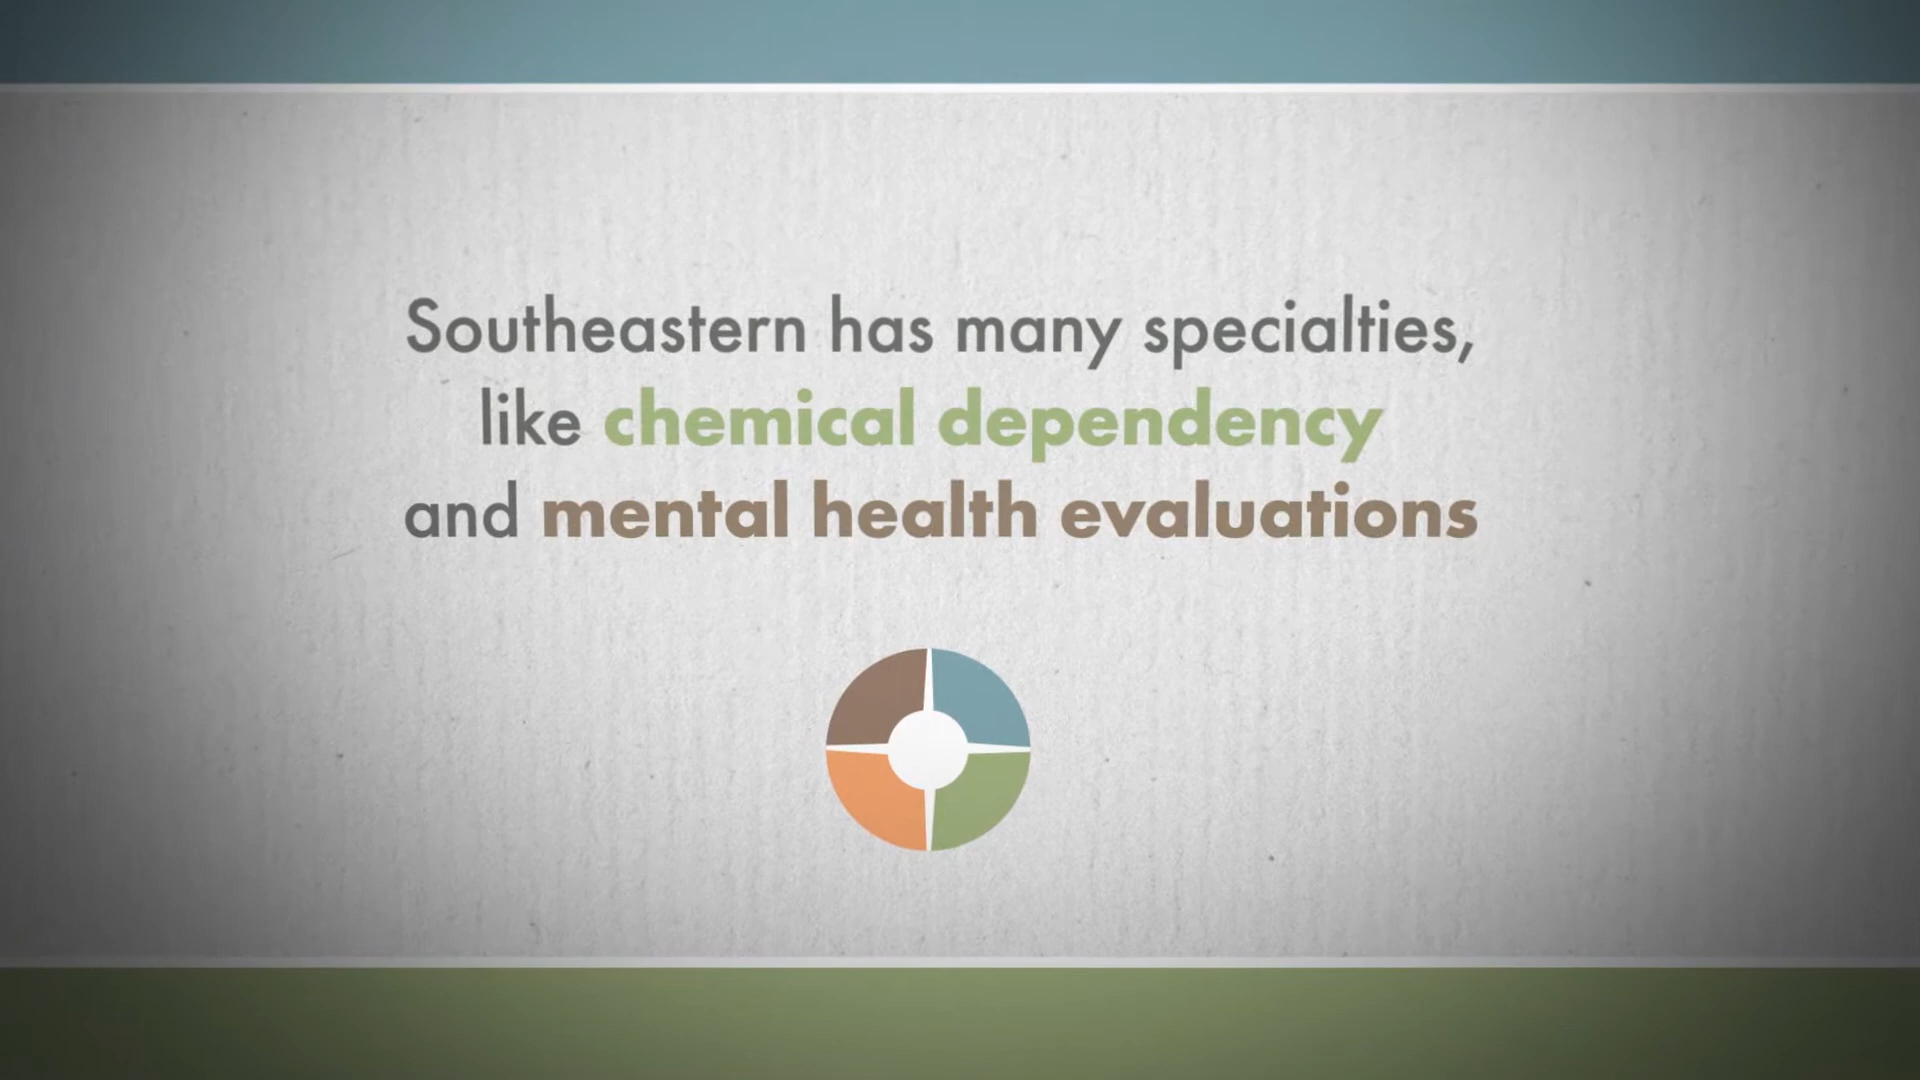 Southeastern has many specialties,
like chemical dependency
and mental health evaluations